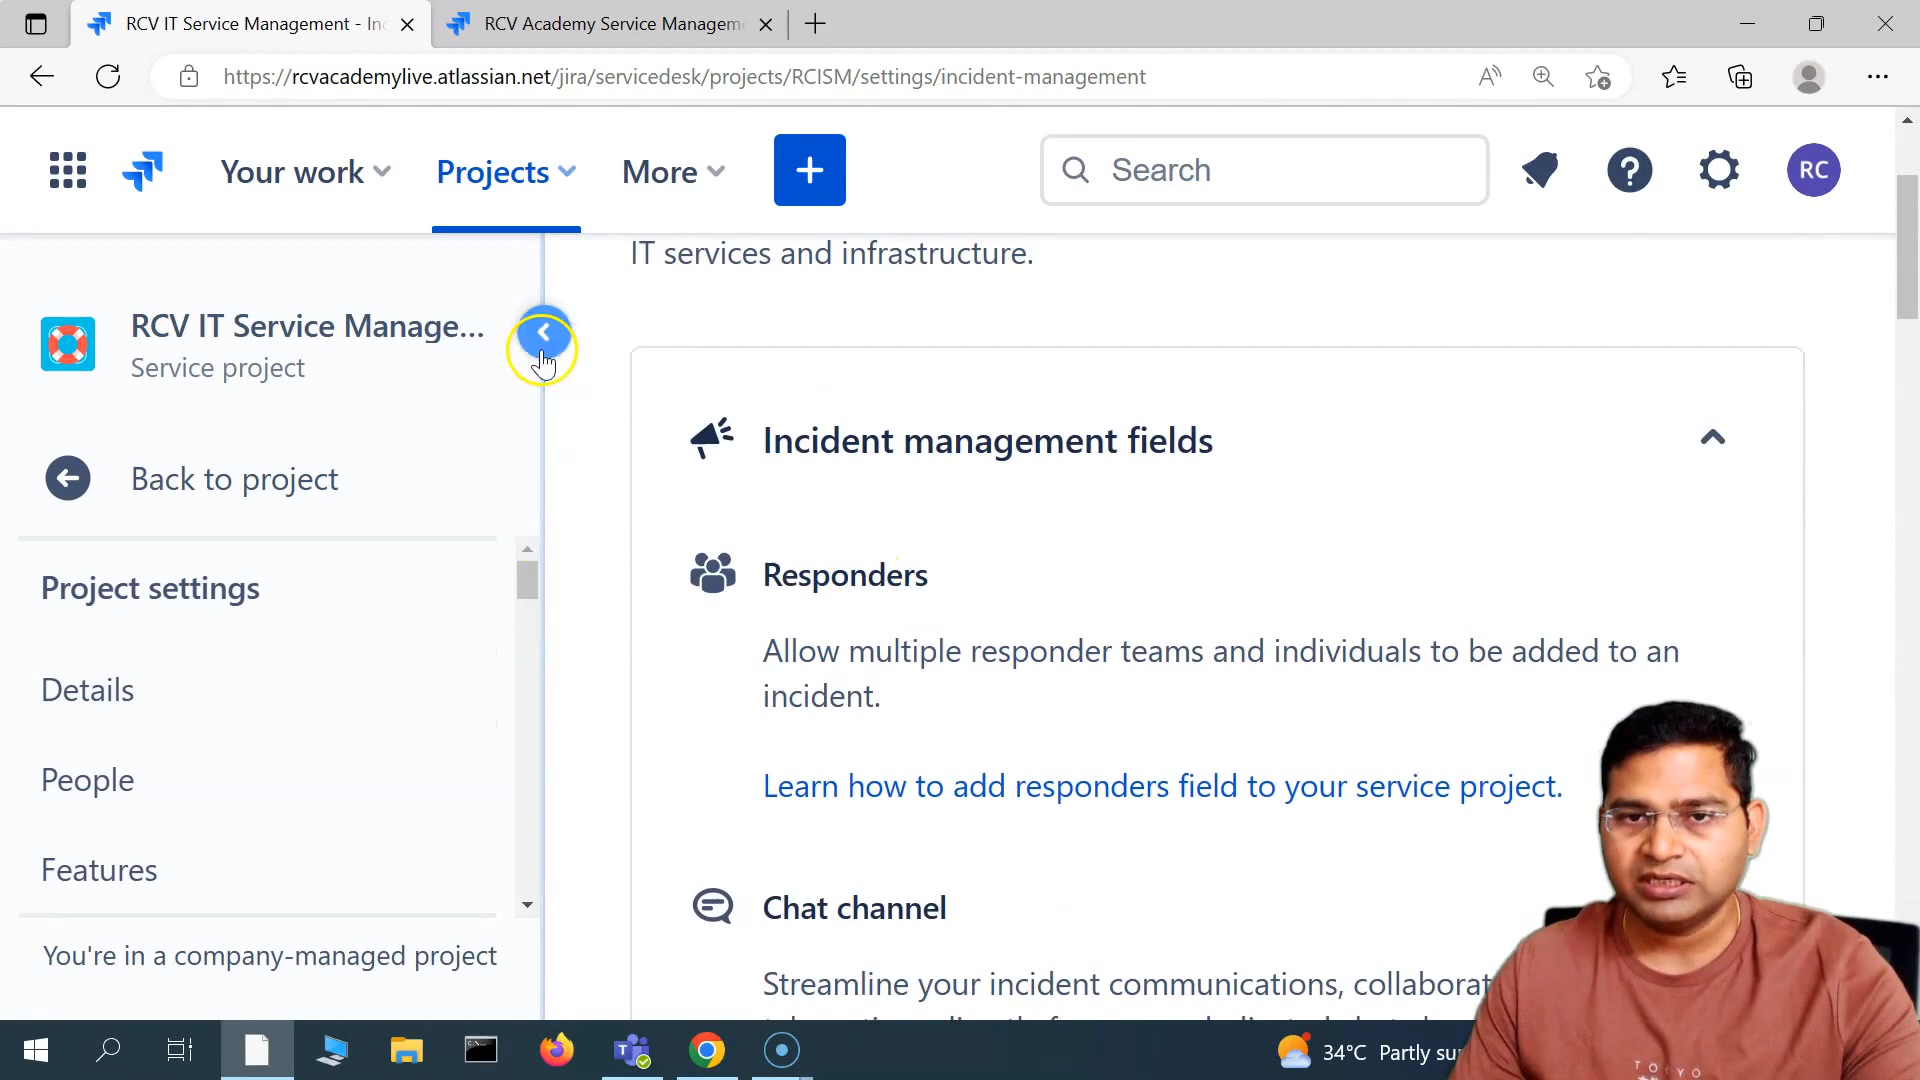 RCV IT Service Management - Inc
RCV Academy Service Managem
https://rcvacademylive.atlassian.net/jira/servicedesk/projects/RCISM/settings/incident-management
Your work
Projects
More
Search
RC
IT services and infrastructure.
RCV IT Service Manage...
Service project
Back to project
Project settings
Details
People
Features
You're in a company-managed project
Incident management fields
Responders
Allow multiple responder teams and individuals to be added to an
incident.
Learn how to add responders field to your service project.
Chat channel
Streamline your incident communications, collaborat
34°C Partly su
TOKYO